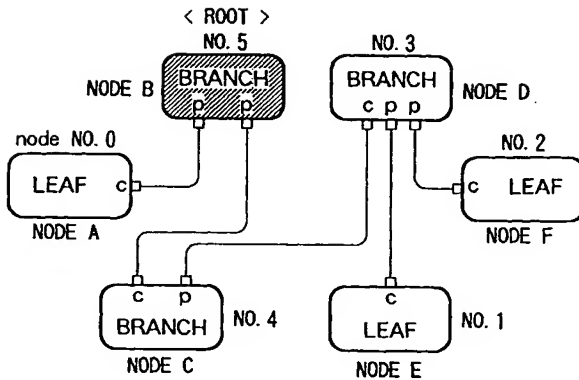 < ROOT >
NO. 5
BRANCH
p p
NODE B
NO. 3
BRANCH
c p p
NODE D
node NO. 0
LEAF c
NODE A
NO. 2
c LEAF
NODE F
c p
BRANCH
NO. 4
NODE C
c
LEAF
NO. 1
NODE E